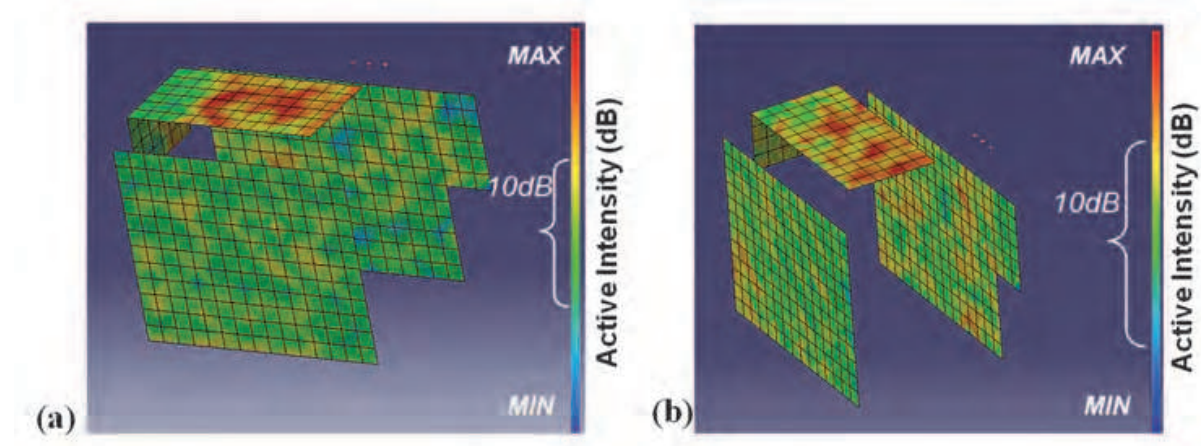 MAX
10dB
MIN
Active Intensity (dB)
(a)
MAX
10dB
MIN
Active Intensity (dB)
(b)